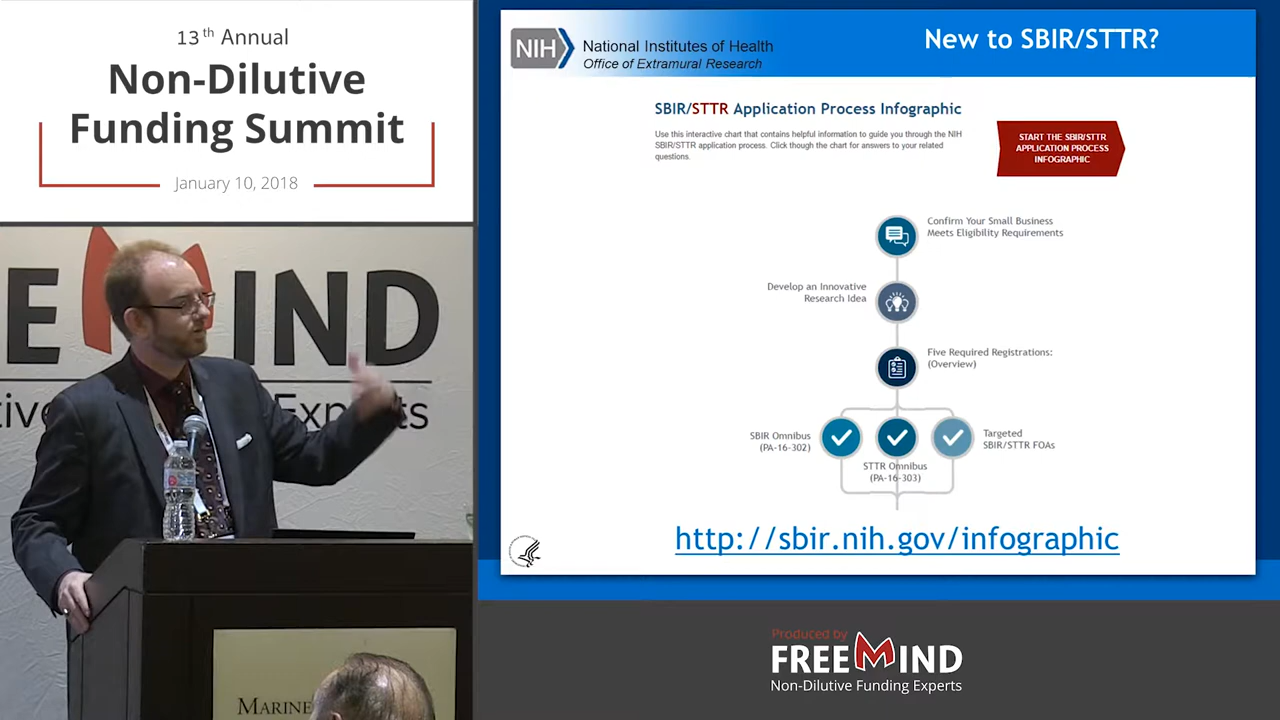 13th Annual
Non-Dilutive
Funding Summit
January 10, 2018
E MIND
Experts
MARINE
NIH
National Institutes of Health
Office of Extramural Research
New to SBIR/STTR?
SBIR/STTR Application Process Infographic
Use this interactive chart that contains helpful information to guide you through the NIH
SBIR/STTR application process. Click though the chart for answers to your related
questions.
START THE SBIR/STTR
APPLICATION PROCESS
INFOGRAPHIC
Confirm Your Small Business
Meets Eligibility Requirements
Develop an Innovative
Research Idea
Five Required Registrations:
(Overview)
SBIR Omnibus
(PA-16-302)
STTR Omnibus
(PA-16-303)
Targeted
SBIR/STTR FOAs
http://sbir.nih.gov/infographic
Produced by
FREEMIND
Non-Dilutive Funding Experts